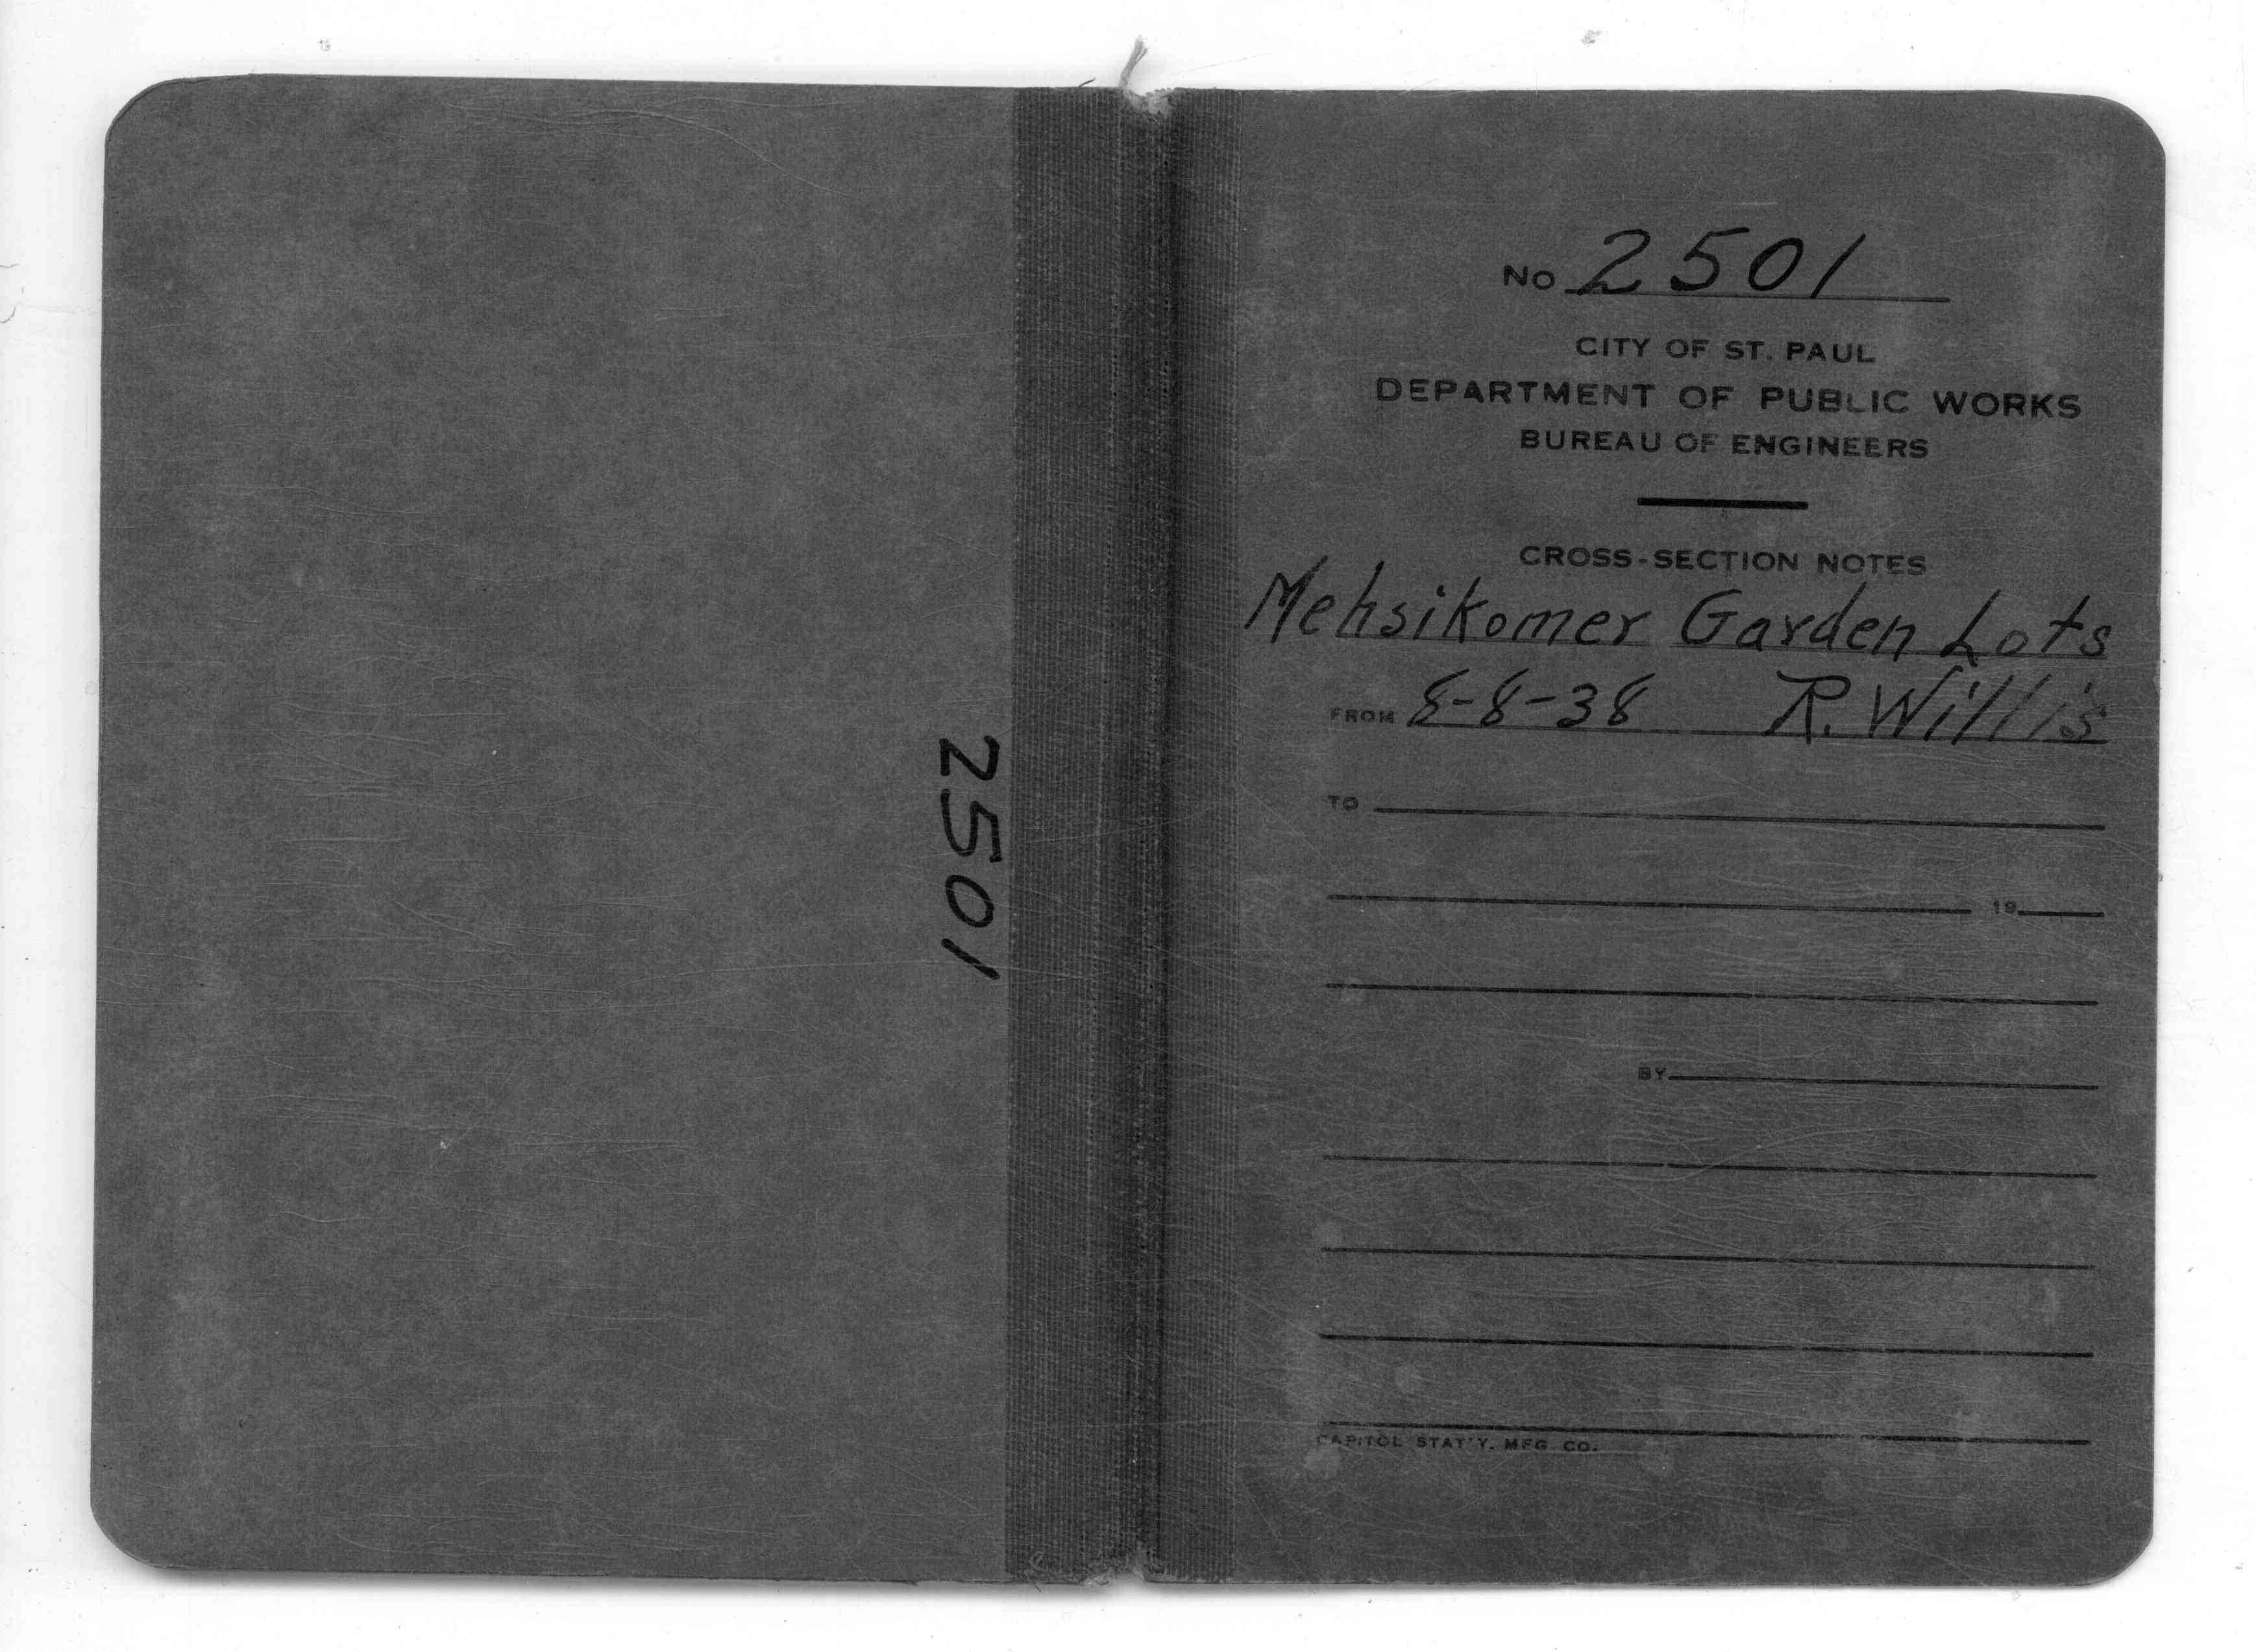 2501
No 2501
CITY OF ST. PAUL
DEPARTMENT OF PUBLIC WORKS
BUREAU OF ENGINEERS
CROSS-SECTION NOTES
Mehsikomer Garden Lots
FROM 8-8-38 R. Willis
TO
19
BY
CAPITOL STAT'Y. MFG. CO.